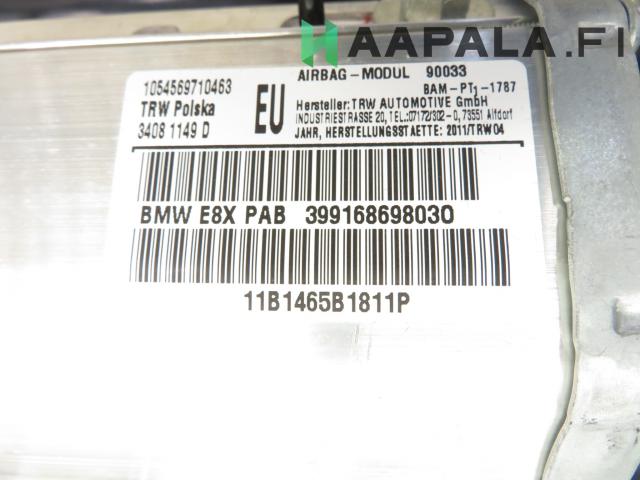 HAAPALA.FI
1054569710463
TRW Polska
3408 1149 D
EU
AIRBAG-MODUL 90033
BAM-PT1-1787
Hersteller:TRW AUTOMOTIVE GmbH
INDUSTRIESTRASSE 20, TEL.:07172/302-0, 73551 Alfdorf
JAHR, HERSTELLUNGSSTAETTE: 2011/TRW04
BMW E8X PAB 399168698030
11B1465B1811P